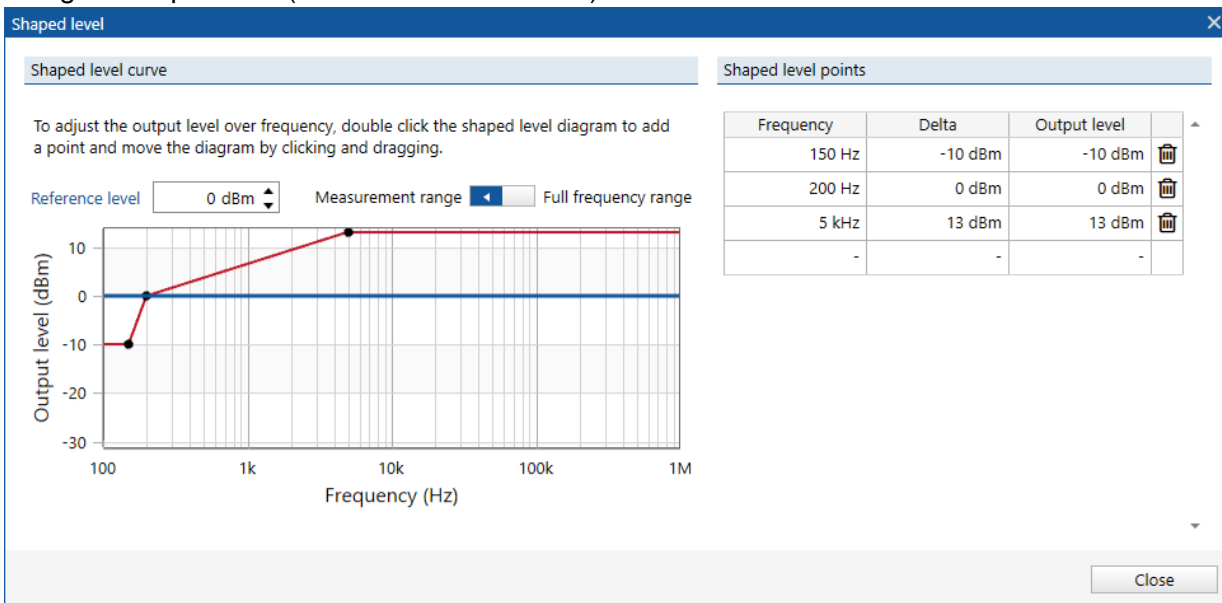 Shaped level
Shaped level curve
To adjust the output level over frequency, double click the shaped level diagram to add
a point and move the diagram by clicking and dragging.
Reference level 0 dBm Measurement range Full frequency range
10
0
-10
-20
-30
Output level (dBm)
100 1k 10k 100k 1M
Frequency (Hz)
Shaped level points
Frequency Delta Output level
150 Hz -10 dBm -10 dBm
200 Hz 0 dBm 0 dBm
5 kHz 13 dBm 13 dBm
- - -
Close